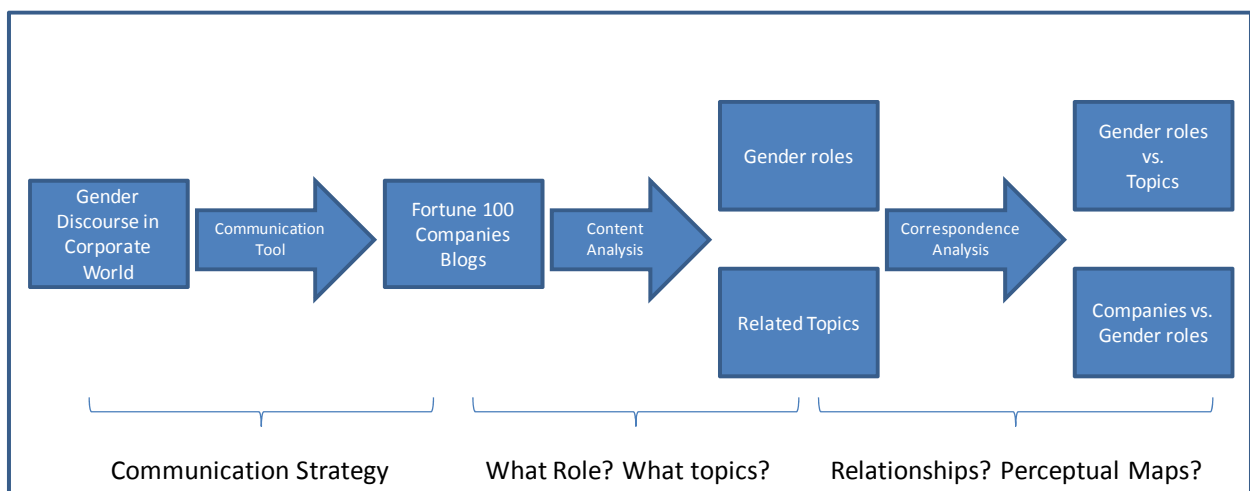 Gender
Discourse in
Corporate
World
Communication
Tool
Fortune 100
Companies
Blogs
Content
Analysis
Gender roles
Related Topics
Correspondence
Analysis
Gender roles
vs.
Topics
Companies vs.
Gender roles
Communication Strategy
What Role? What topics?
Relationships? Perceptual Maps?